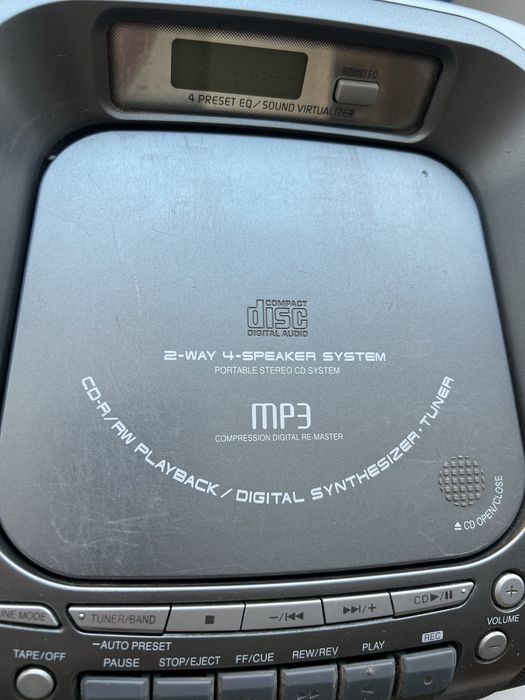 --:-- --
SOUND EQ
4 PRESET EQ/SOUND VIRTUALIZER
COMPACT
disc
DIGITAL AUDIO
2-WAY 4-SPEAKER SYSTEM
PORTABLE STEREO CD SYSTEM
MP3
COMPRESSION DIGITAL RE-MASTER
CD-R/RW PLAYBACK/DIGITAL SYNTHESIZER·TUNER
⏏ CD OPEN/CLOSE
MODE
TUNER/BAND
■
−/⏮
⏭/+
CD ▶/⏸
+
VOLUME
−
−AUTO PRESET
REC
TAPE/OFF
PAUSE
STOP/EJECT
FF/CUE
REW/REV
PLAY